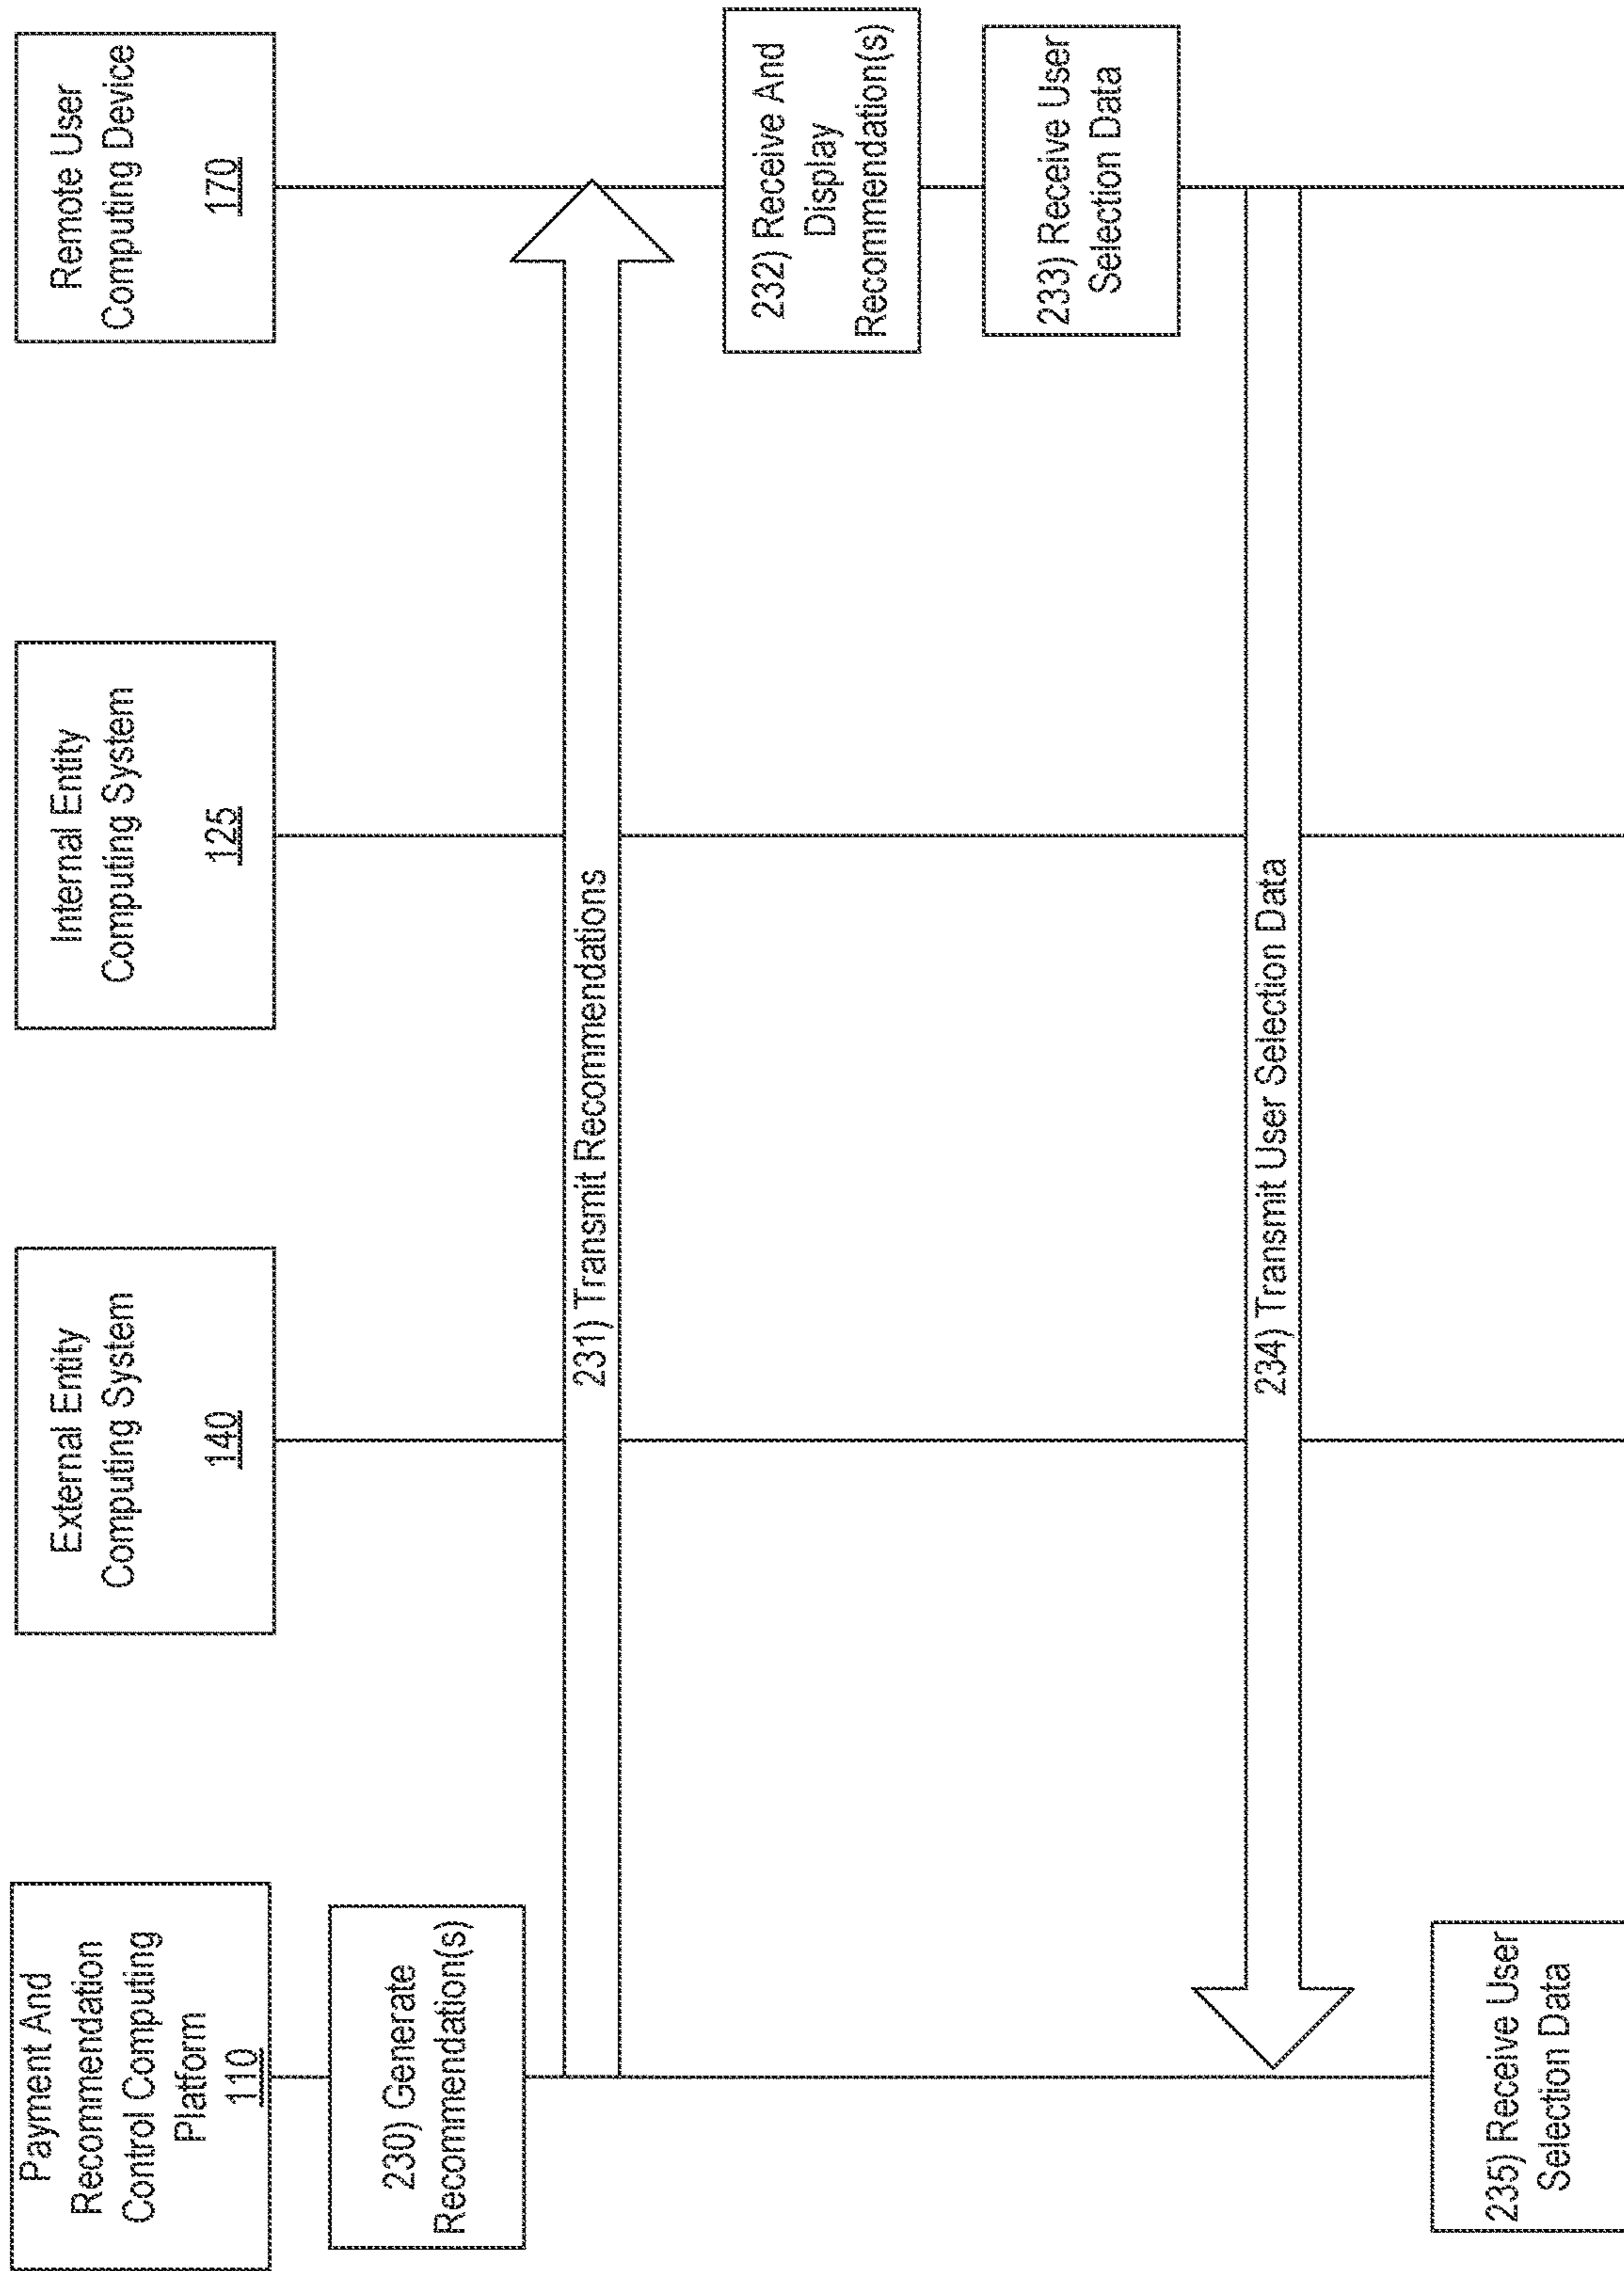 Payment And
Recommendation
Control Computing
Platform
110
External Entity
Computing System
140
Internal Entity
Computing System
125
Remote User
Computing Device
170
230) Generate
Recommendation(s)
231) Transmit Recommendations
232) Receive And
Display
Recommendation(s)
233) Receive User
Selection Data
234) Transmit User Selection Data
235) Receive User
Selection Data